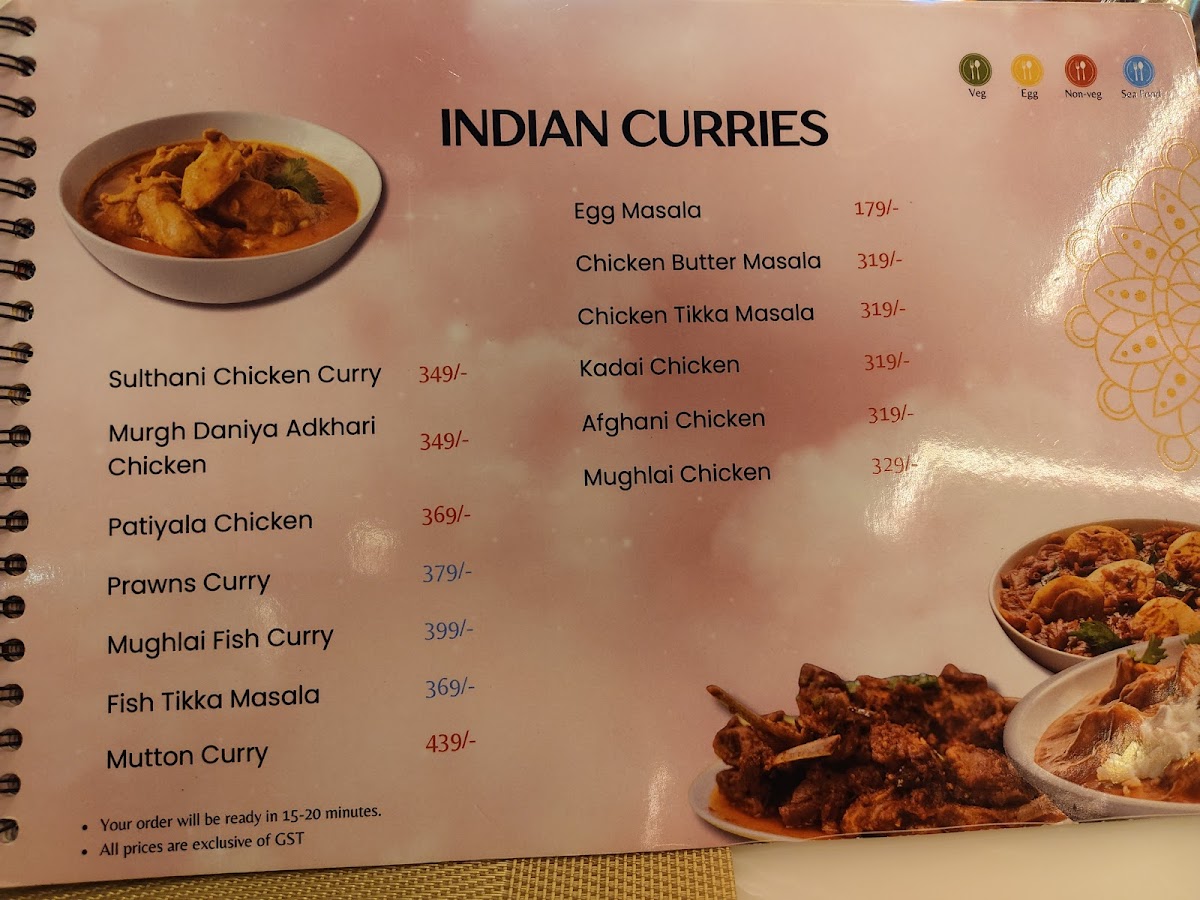 Veg
Egg
Non-veg
Sea Food
INDIAN CURRIES
Sulthani Chicken Curry 349/-
Murgh Daniya Adkhari
Chicken 349/-
Patiyala Chicken 369/-
Prawns Curry 379/-
Mughlai Fish Curry 399/-
Fish Tikka Masala 369/-
Mutton Curry 439/-
Egg Masala 179/-
Chicken Butter Masala 319/-
Chicken Tikka Masala 319/-
Kadai Chicken 319/-
Afghani Chicken 319/-
Mughlai Chicken 329/-
• Your order will be ready in 15-20 minutes.
• All prices are exclusive of GST